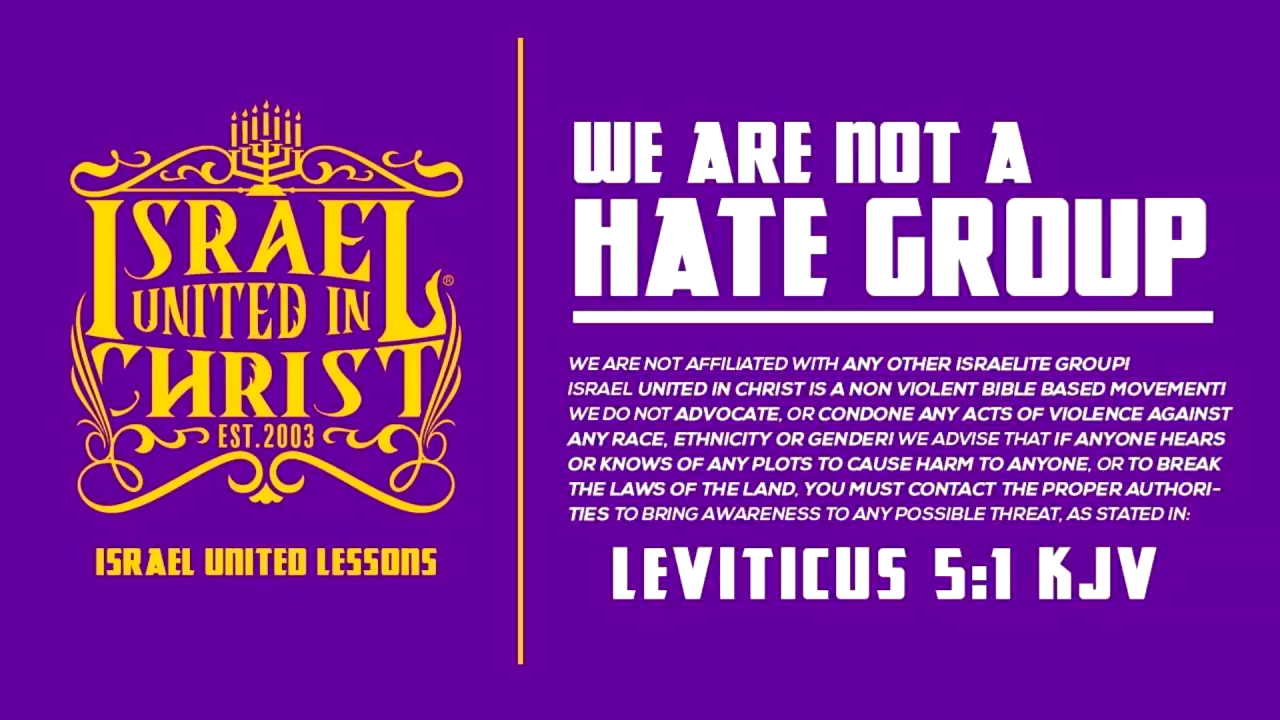 ISRAEL
UNITED IN
CHRIST
®
EST.2003
ISRAEL UNITED LESSONS
WE ARE NOT A
HATE GROUP
WE ARE NOT AFFILIATED WITH ANY OTHER ISRAELITE GROUP!
ISRAEL UNITED IN CHRIST IS A NON VIOLENT BIBLE BASED MOVEMENT!
WE DO NOT ADVOCATE, OR CONDONE ANY ACTS OF VIOLENCE AGAINST
ANY RACE, ETHNICITY OR GENDER! WE ADVISE THAT IF ANYONE HEARS
OR KNOWS OF ANY PLOTS TO CAUSE HARM TO ANYONE, OR TO BREAK
THE LAWS OF THE LAND, YOU MUST CONTACT THE PROPER AUTHORI-
TIES TO BRING AWARENESS TO ANY POSSIBLE THREAT, AS STATED IN:
LEVITICUS 5:1 KJV